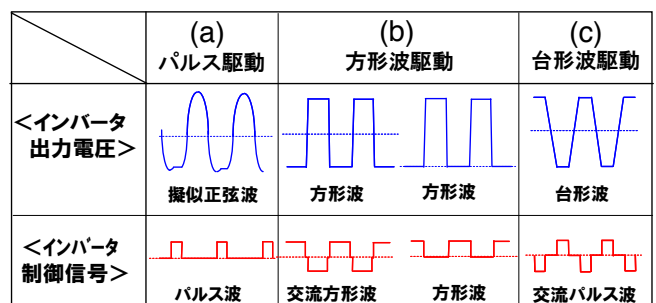 (a)
パルス駆動
(b)
方形波駆動
(c)
台形波駆動
＜インバータ
出力電圧＞
擬似正弦波
方形波
方形波
台形波
＜インバータ
制御信号＞
パルス波
交流方形波
方形波
交流パルス波